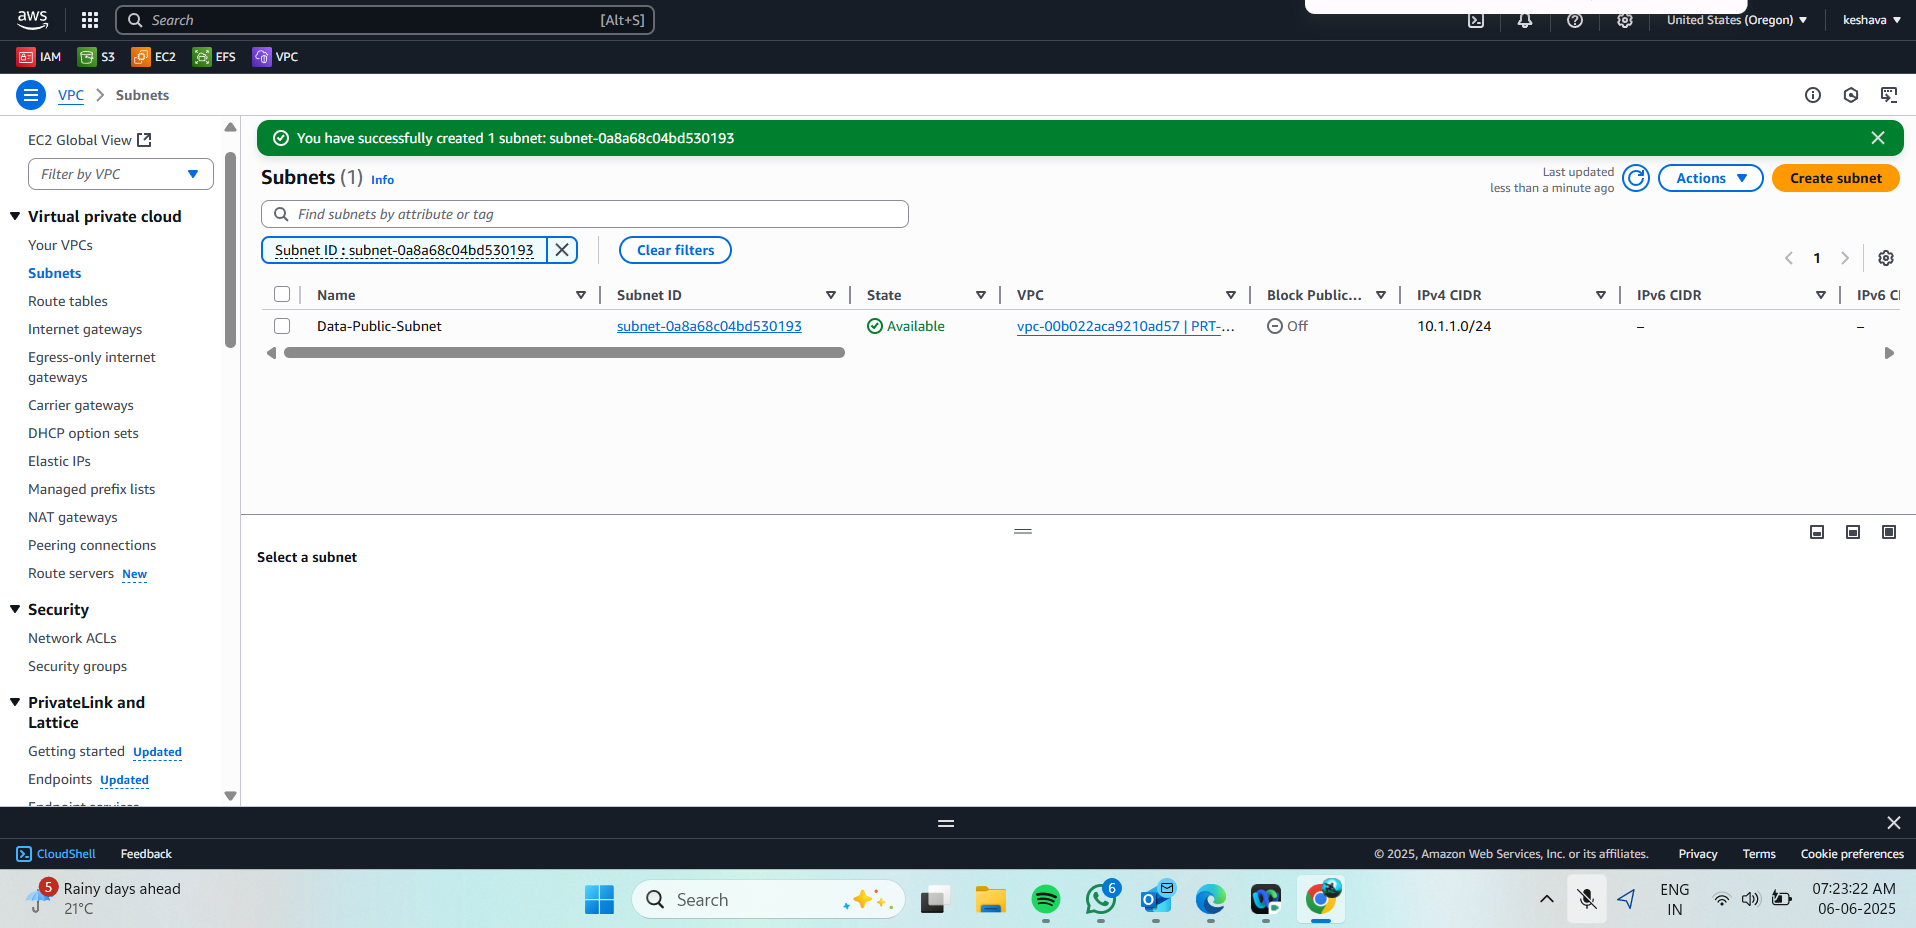 aws
Search [Alt+S]
United States (Oregon)
keshava
IAM S3 EC2 EFS VPC
VPC Subnets
EC2 Global View
Filter by VPC
Virtual private cloud
Your VPCs
Subnets
Route tables
Internet gateways
Egress-only internet
gateways
Carrier gateways
DHCP option sets
Elastic IPs
Managed prefix lists
NAT gateways
Peering connections
Route servers New
Security
Network ACLs
Security groups
PrivateLink and
Lattice
Getting started Updated
Endpoints Updated
Endpoint services
You have successfully created 1 subnet: subnet-0a8a68c04bd530193
Subnets (1) Info
Last updated
less than a minute ago
Actions
Create subnet
Find subnets by attribute or tag
Subnet ID : subnet-0a8a68c04bd530193
Clear filters
1
Name Subnet ID State VPC Block Public... IPv4 CIDR IPv6 CIDR IPv6 CI
Data-Public-Subnet subnet-0a8a68c04bd530193 Available vpc-00b022aca9210ad57 | PRT-... Off 10.1.1.0/24 – –
Select a subnet
CloudShell Feedback
© 2025, Amazon Web Services, Inc. or its affiliates. Privacy Terms Cookie preferences
5
Rainy days ahead
21°C
Search
6
ENG
IN
07:23:22 AM
06-06-2025